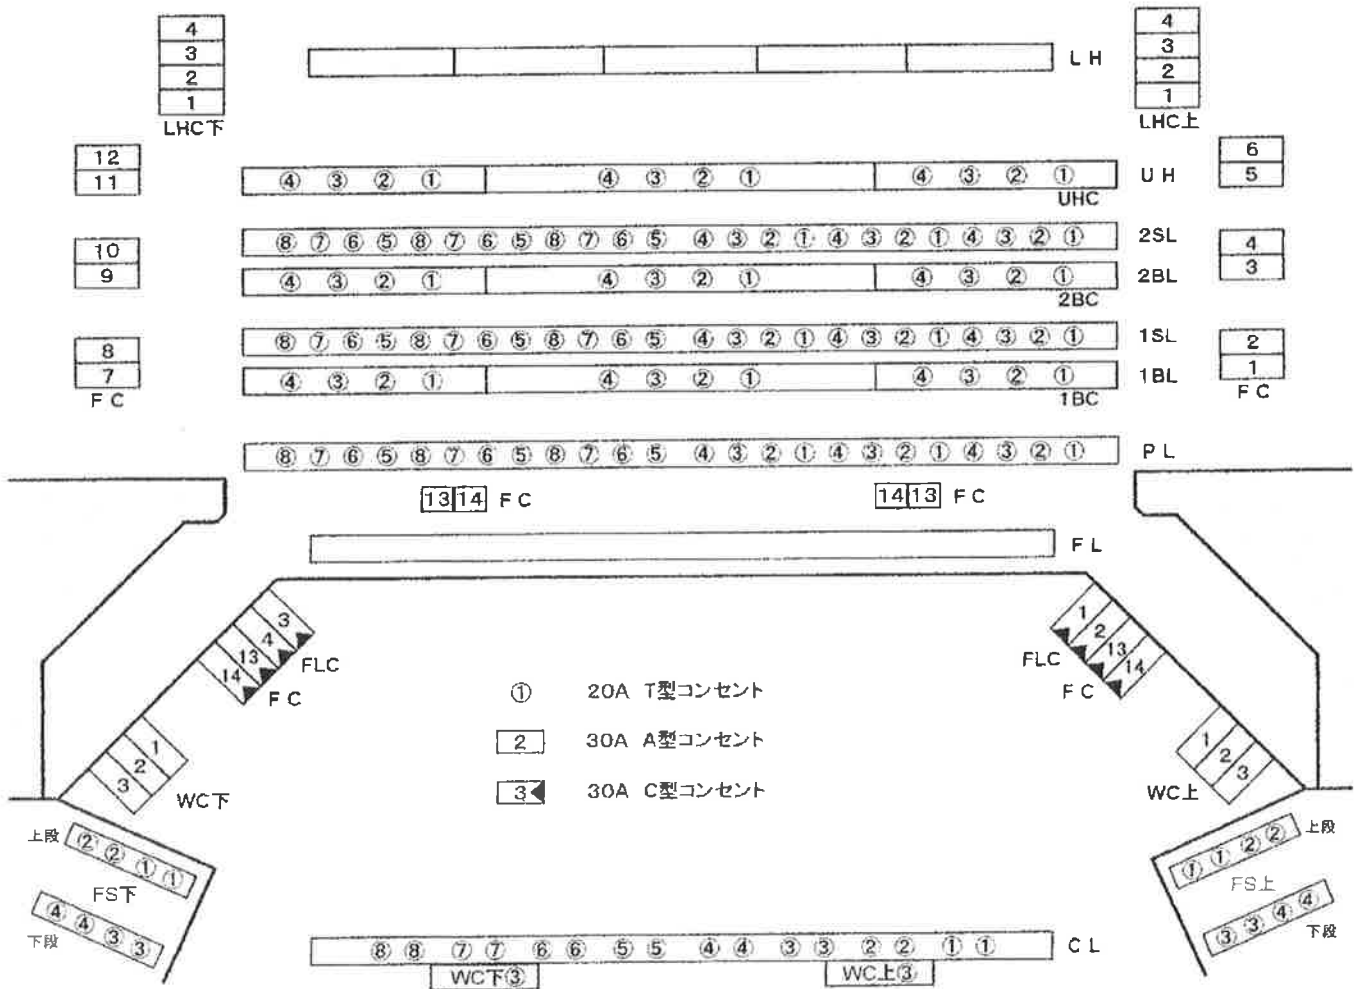 4
3
2
1
LHC下
LH
4
3
2
1
LHC上
12
11
④ ③ ② ① ④ ③ ② ① ④ ③ ② ①
UH
UHC
6
5
10
9
⑧ ⑦ ⑥ ⑤ ⑧ ⑦ ⑥ ⑤ ⑧ ⑦ ⑥ ⑤ ④ ③ ② ① ④ ③ ② ① ④ ③ ② ①
2SL
④ ③ ② ① ④ ③ ② ① ④ ③ ② ①
2BL
2BC
4
3
8
7
FC
⑧ ⑦ ⑥ ⑤ ⑧ ⑦ ⑥ ⑤ ⑧ ⑦ ⑥ ⑤ ④ ③ ② ① ④ ③ ② ① ④ ③ ② ①
1SL
④ ③ ② ① ④ ③ ② ① ④ ③ ② ①
1BL
1BC
2
1
FC
⑧ ⑦ ⑥ ⑤ ⑧ ⑦ ⑥ ⑤ ⑧ ⑦ ⑥ ⑤ ④ ③ ② ① ④ ③ ② ① ④ ③ ② ①
PL
13 14 FC
14 13 FC
FL
3
4
13
14
FLC
FC
1
2
13
14
FLC
FC
① 20A T型コンセント
2 30A A型コンセント
3 30A C型コンセント
1
2
3
WC下
1
2
3
WC上
上段
② ② ① ①
FS下
④ ④ ③ ③
下段
上段
① ① ② ②
FS上
③ ③ ④ ④
下段
⑧ ⑧ ⑦ ⑦ ⑥ ⑥ ⑤ ⑤ ④ ④ ③ ③ ② ② ① ①
CL
WC下③
WC上③